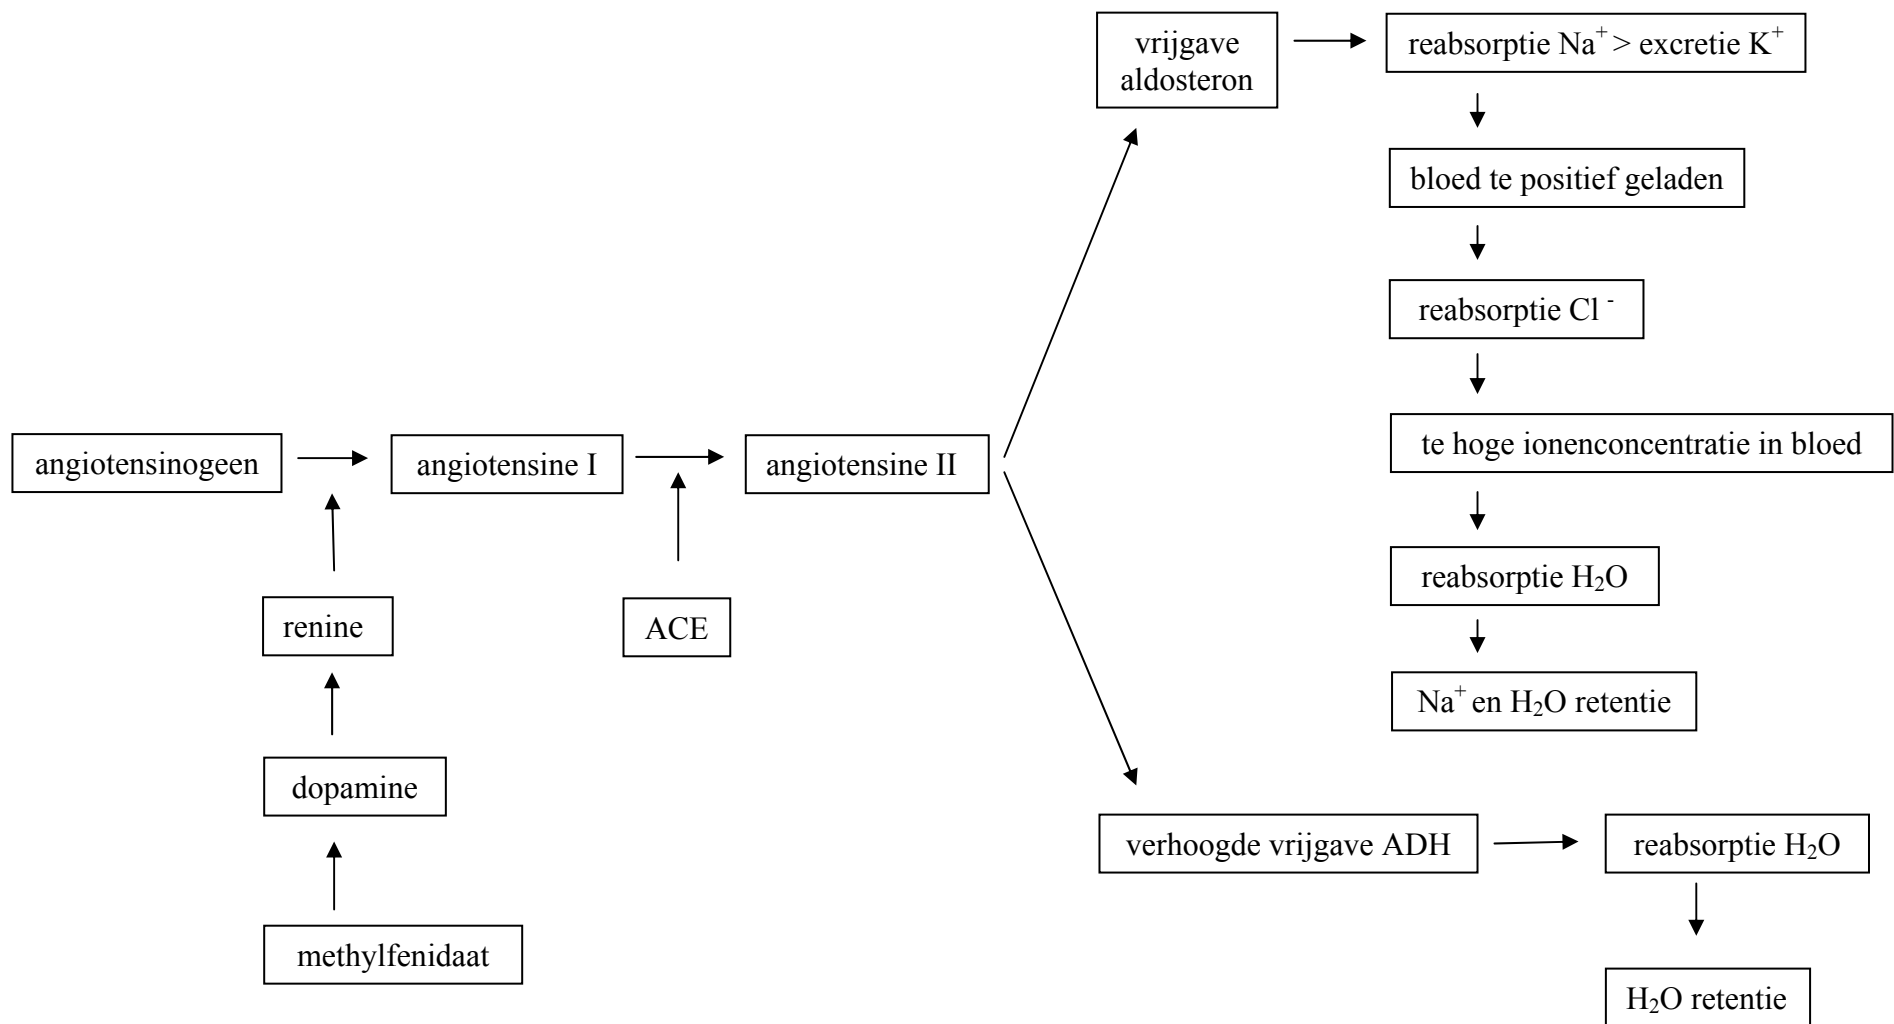 vrijgave
aldosteron
reabsorptie Na⁺ > excretie K⁺
bloed te positief geladen
reabsorptie Cl ⁻
te hoge ionenconcentratie in bloed
angiotensinogeen
angiotensine I
angiotensine II
reabsorptie H₂O
renine
ACE
Na⁺ en H₂O retentie
dopamine
verhoogde vrijgave ADH
reabsorptie H₂O
methylfenidaat
H₂O retentie